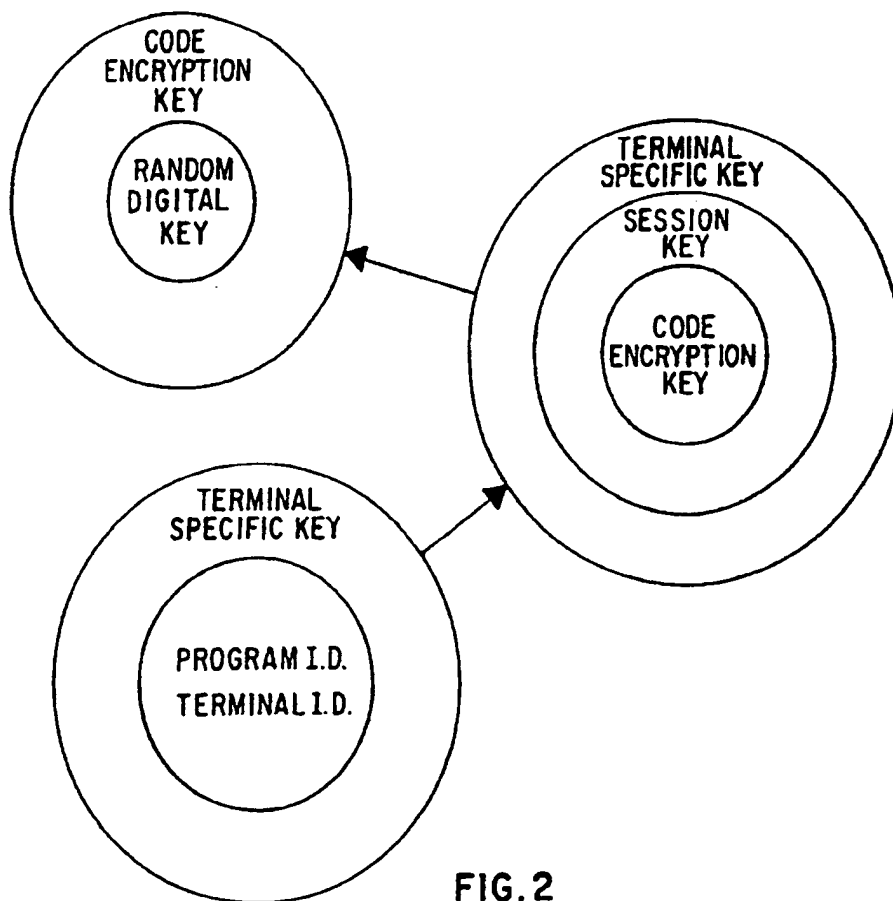 CODE
ENCRYPTION
KEY
RANDOM
DIGITAL
KEY
TERMINAL
SPECIFIC KEY
SESSION
KEY
CODE
ENCRYPTION
KEY
TERMINAL
SPECIFIC KEY
PROGRAM I.D.
TERMINAL I.D.
FIG.2